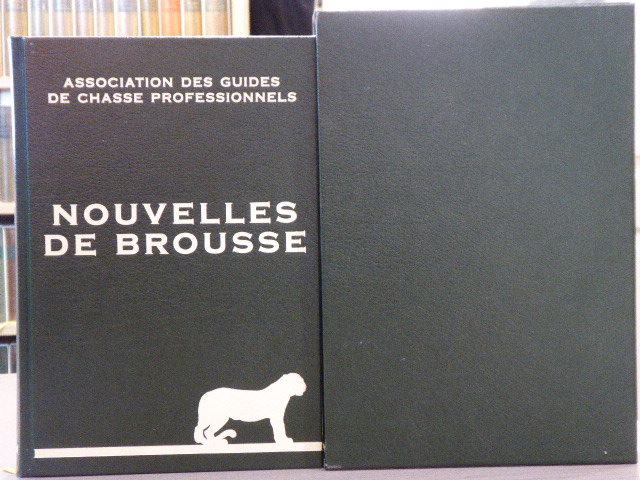 ASSOCIATION DES GUIDES
DE CHASSE PROFESSIONNELS
NOUVELLES
DE BROUSSE